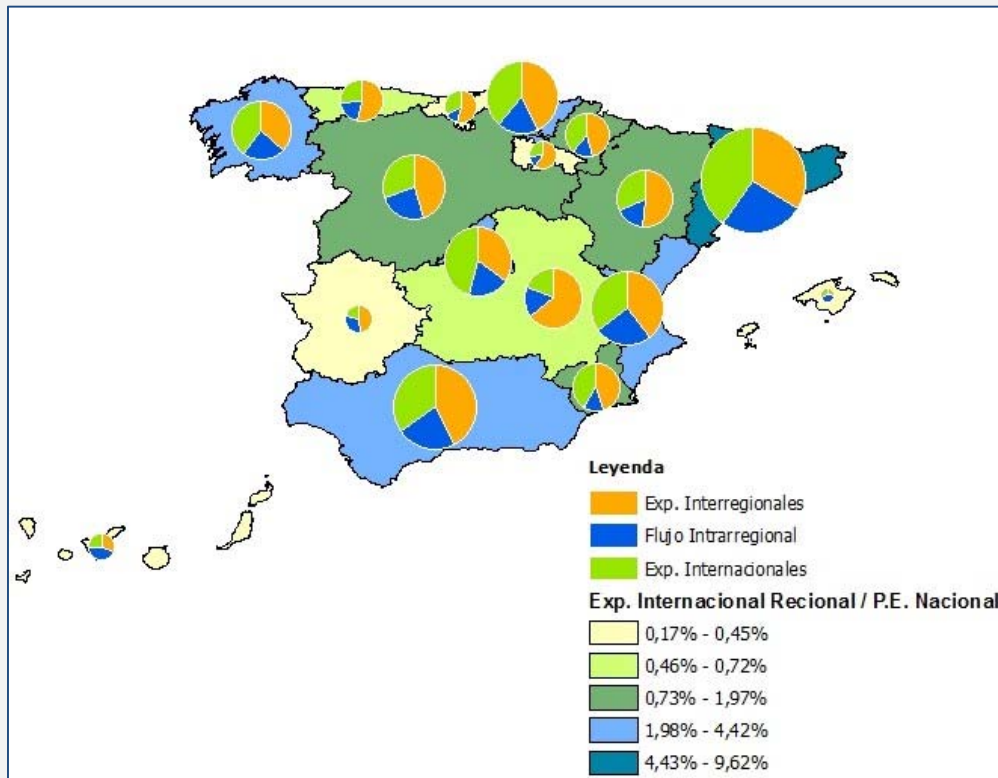 Leyenda
Exp. Interregionales
Flujo Intrarregional
Exp. Internacionales
Exp. Internacional Recional / P.E. Nacional
0,17% - 0,45%
0,46% - 0,72%
0,73% - 1,97%
1,98% - 4,42%
4,43% - 9,62%